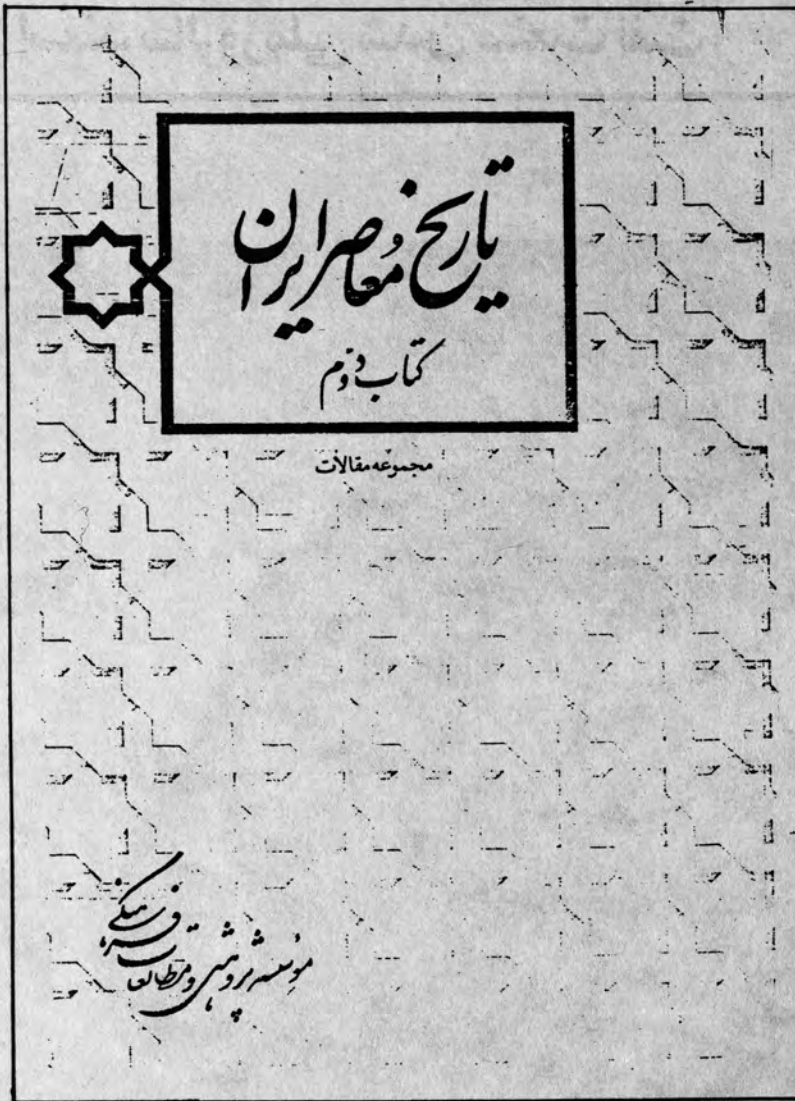 تاریخ معاصر ایران
کتاب دوم
مجموعه مقالات
مؤسسه پژوهش و مطالعات فرهنگی